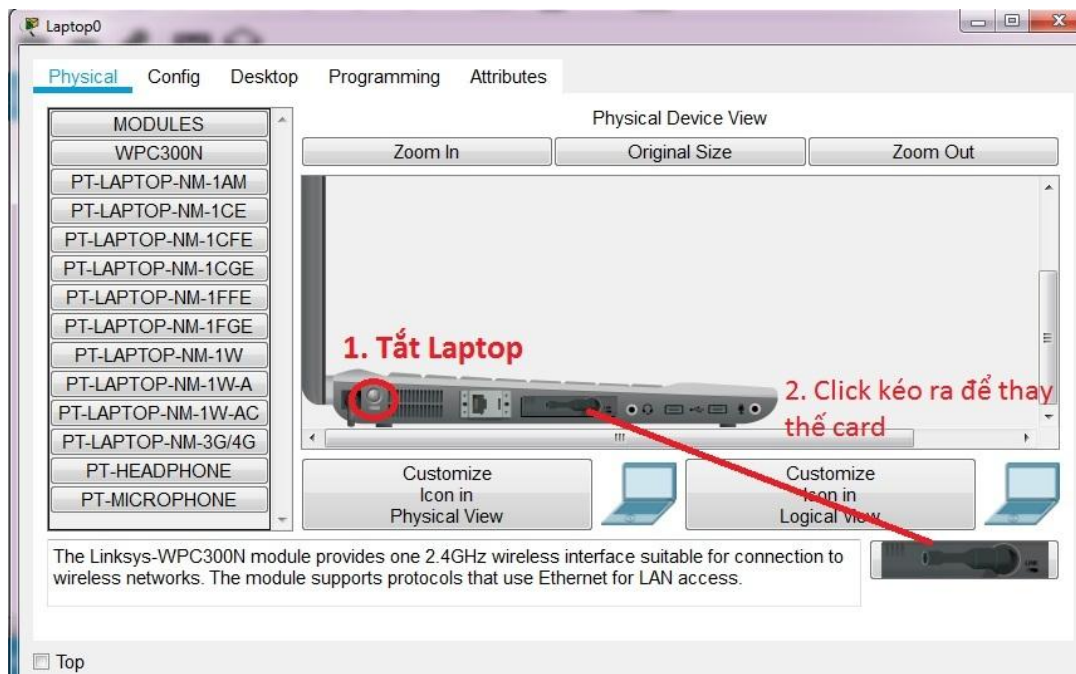 Laptop0
Physical Config Desktop Programming Attributes
MODULES
WPC300N
PT-LAPTOP-NM-1AM
PT-LAPTOP-NM-1CE
PT-LAPTOP-NM-1CFE
PT-LAPTOP-NM-1CGE
PT-LAPTOP-NM-1FFE
PT-LAPTOP-NM-1FGE
PT-LAPTOP-NM-1W
PT-LAPTOP-NM-1W-A
PT-LAPTOP-NM-1W-AC
PT-LAPTOP-NM-3G/4G
PT-HEADPHONE
PT-MICROPHONE
Physical Device View
Zoom In Original Size Zoom Out
1. Tắt Laptop
2. Click kéo ra để thay
thế card
Customize
Icon in
Physical View
Customize
Icon in
Logical View
The Linksys-WPC300N module provides one 2.4GHz wireless interface suitable for connection to
wireless networks. The module supports protocols that use Ethernet for LAN access.
LINK
Top